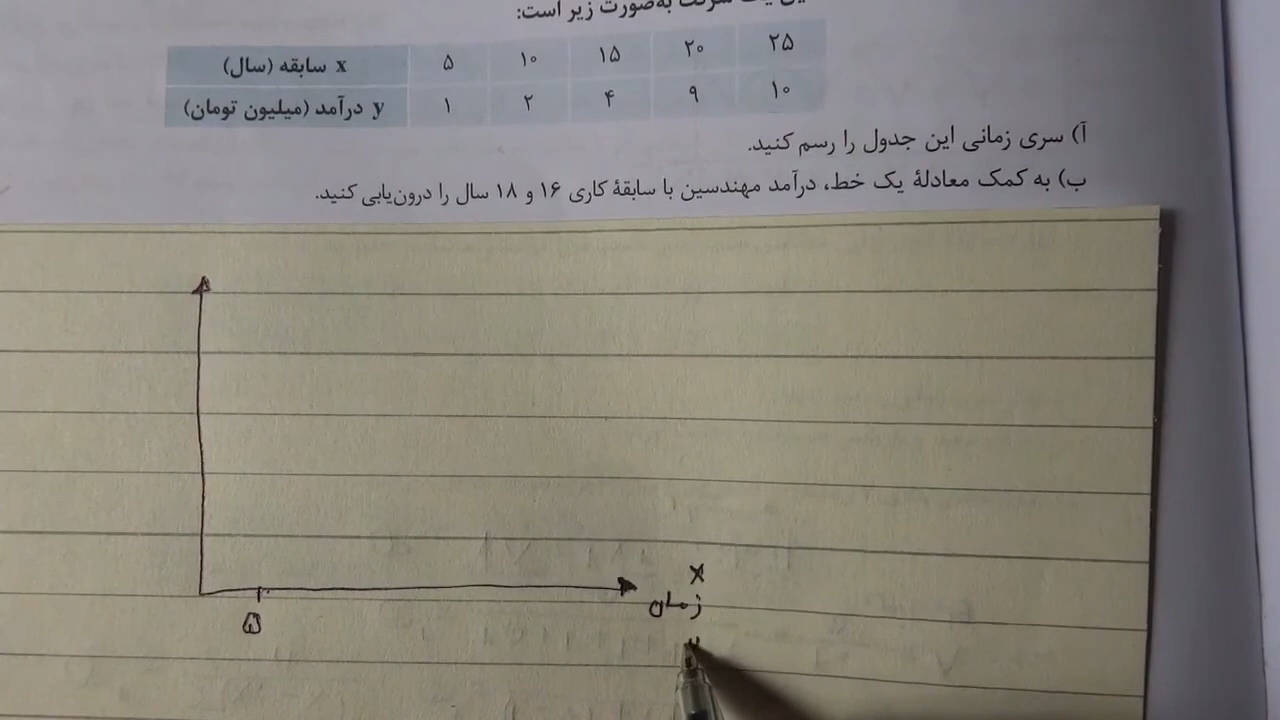 یک شرکت به‌صورت زیر است:
x سابقه (سال) ۵ ۱۰ ۱۵ ۲۰ ۲۵
y درآمد (میلیون تومان) ۱ ۲ ۴ ۹ ۱۰
آ) سری زمانی این جدول را رسم کنید.
ب) به کمک معادلهٔ یک خط، درآمد مهندسین با سابقهٔ کاری ۱۶ و ۱۸ سال را درون‌یابی کنید.
x
زمان
۵